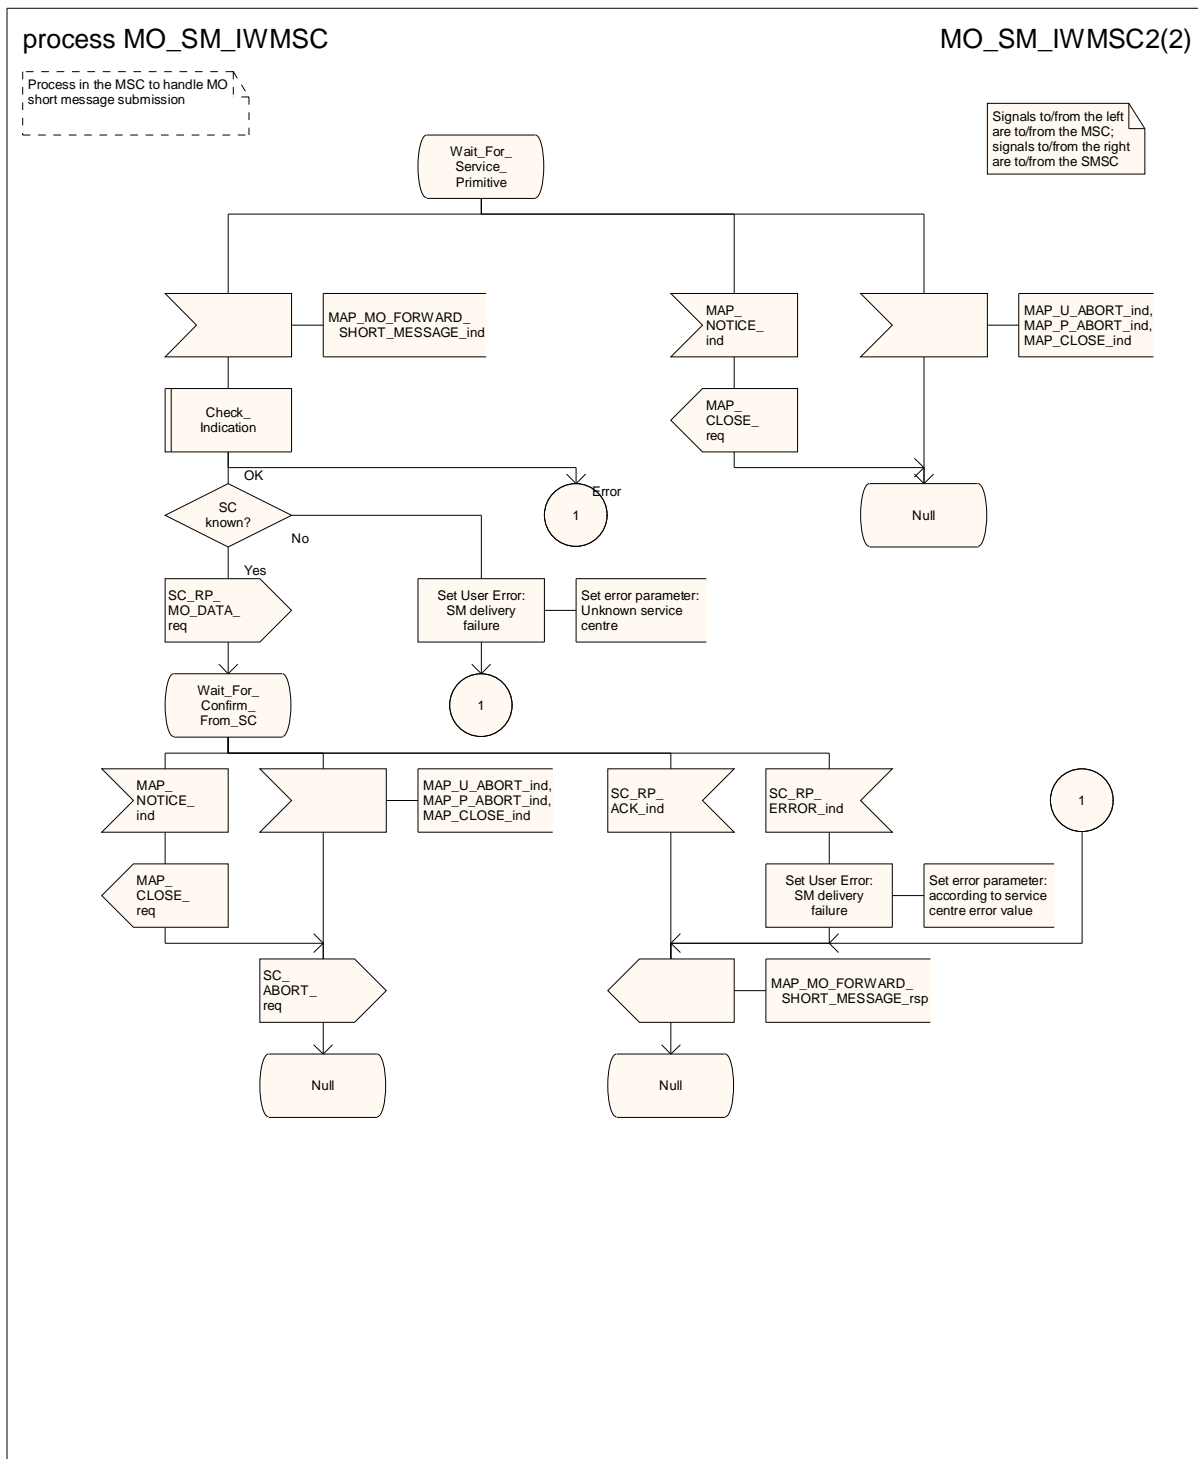 process MO_SM_IWMSC
MO_SM_IWMSC2(2)
Process in the MSC to handle MO
short message submission
Signals to/from the left
are to/from the MSC;
signals to/from the right
are to/from the SMSC
Wait_For_
Service_
Primitive
MAP_MO_FORWARD_
SHORT_MESSAGE_ind
MAP_
NOTICE_
ind
MAP_U_ABORT_ind,
MAP_P_ABORT_ind,
MAP_CLOSE_ind
Check_
Indication
MAP_
CLOSE_
req
OK
Error
SC
known?
No
1
Null
Yes
SC_RP_
MO_DATA_
req
Set User Error:
SM delivery
failure
Set error parameter:
Unknown service
centre
Wait_For_
Confirm_
From_SC
1
MAP_
NOTICE_
ind
MAP_U_ABORT_ind,
MAP_P_ABORT_ind,
MAP_CLOSE_ind
SC_RP_
ACK_ind
SC_RP_
ERROR_ind
1
MAP_
CLOSE_
req
Set User Error:
SM delivery
failure
Set error parameter:
according to service
centre error value
SC_
ABORT_
req
MAP_MO_FORWARD_
SHORT_MESSAGE_rsp
Null
Null